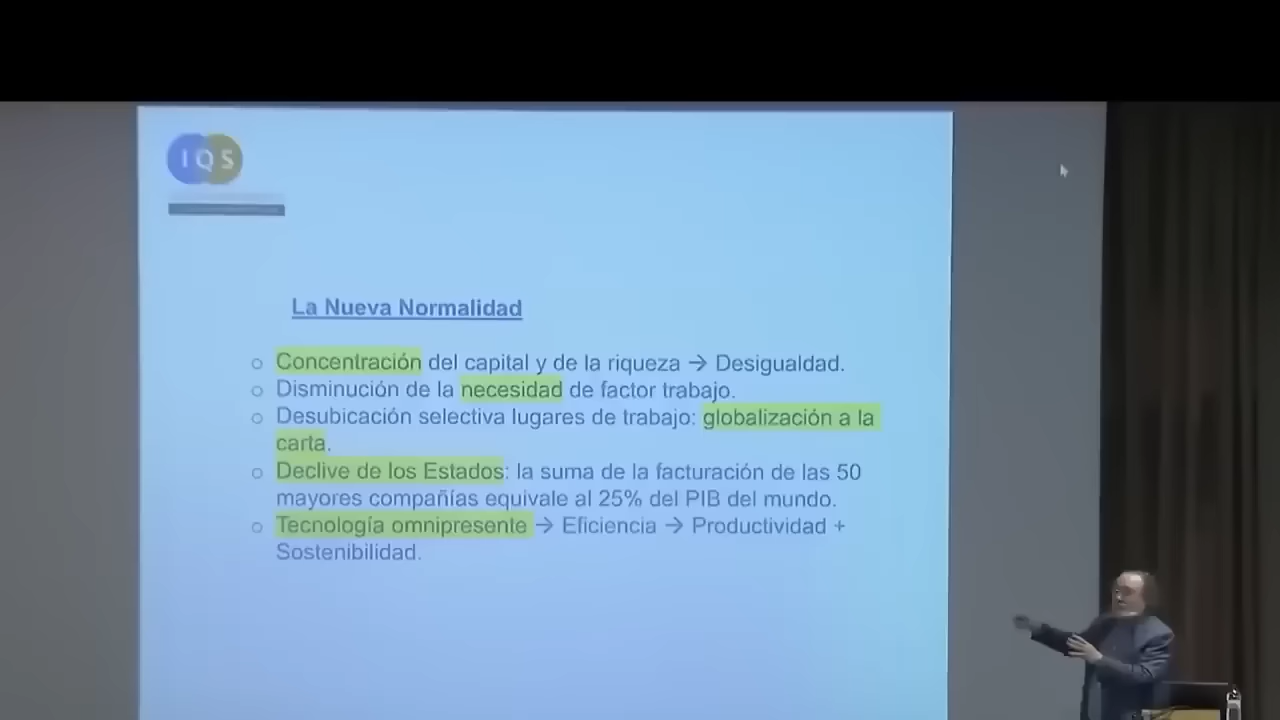 IQS
La Nueva Normalidad
Concentración del capital y de la riqueza → Desigualdad.
Disminución de la necesidad de factor trabajo.
Desubicación selectiva lugares de trabajo: globalización a la
carta.
Declive de los Estados: la suma de la facturación de las 50
mayores compañías equivale al 25% del PIB del mundo.
Tecnología omnipresente → Eficiencia → Productividad +
Sostenibilidad.